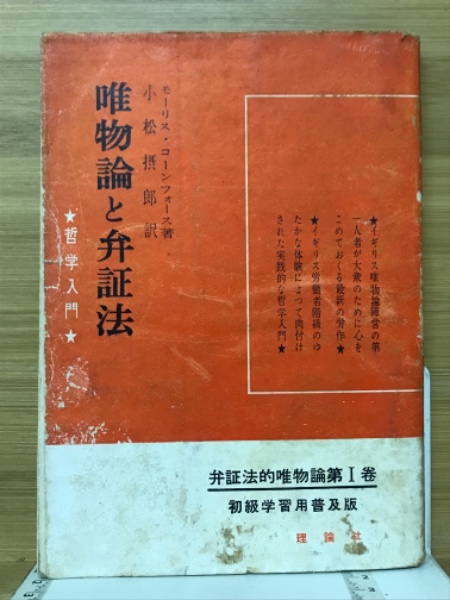 モーリス・コーンフォース著
小松摂郎訳
唯物論と弁証法
★哲学入門★
★イギリス唯物論陣営の第
一人者が大衆のために心を
こめておくる最新の労作★
★イギリス労働者階級のゆ
たかな体験によって肉付け
された実践的な哲学入門★
弁証法的唯物論第Ⅰ卷
初級学習用普及版
理論社